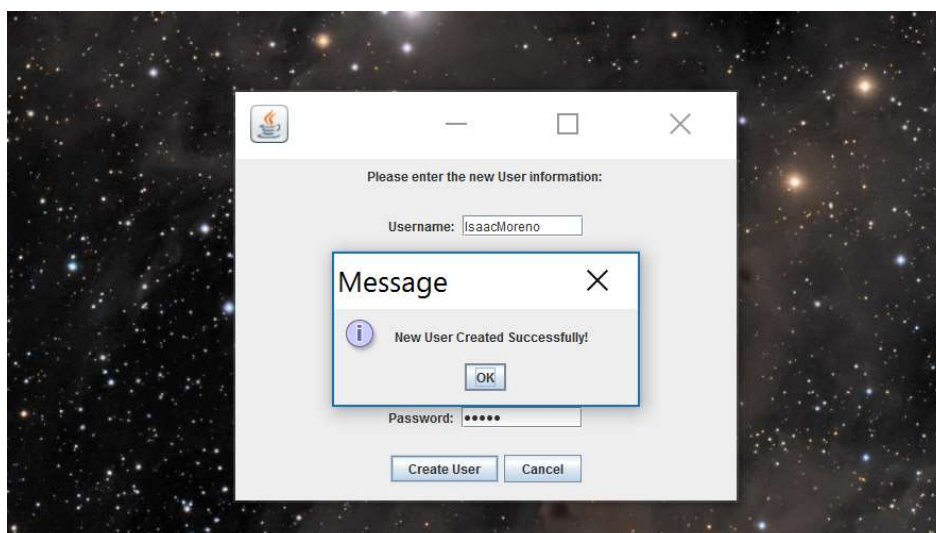 Please enter the new User information:
Username: IsaacMoreno
Message
New User Created Successfully!
OK
Password: •••••
Create User Cancel